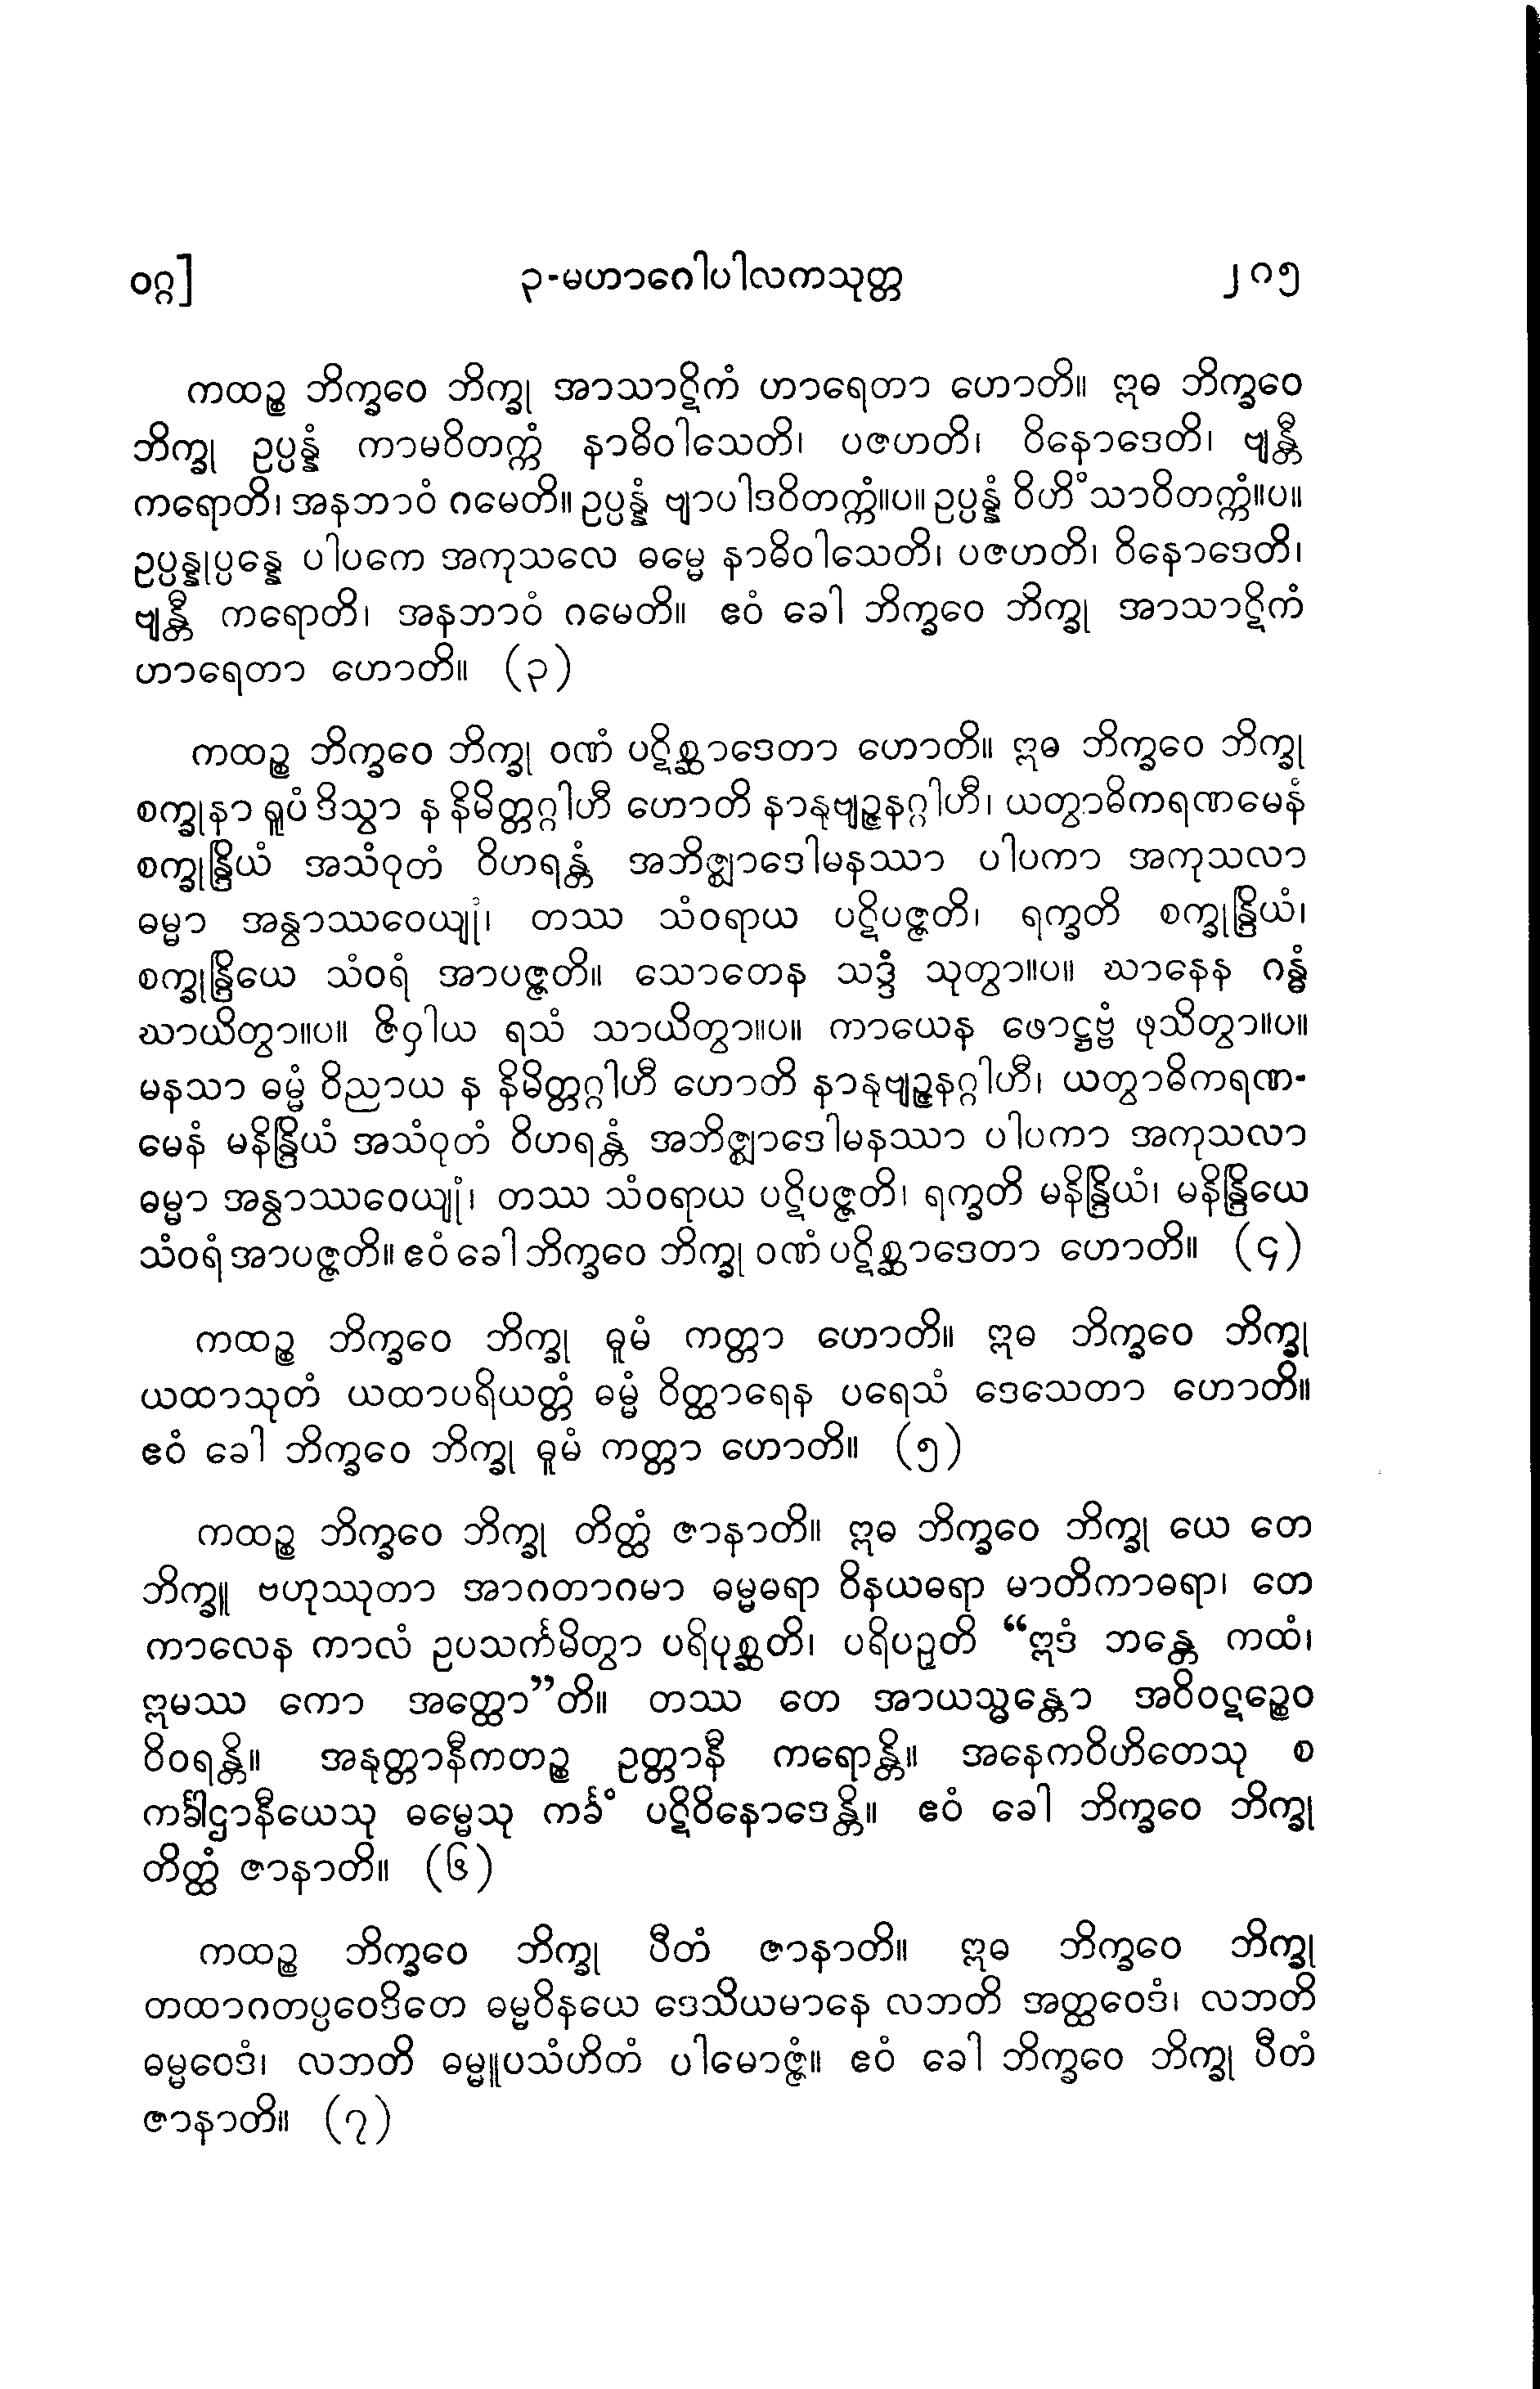 ဝဂ္ဂ] ၃-မဟာဂေါပါလကသုတ္တ ၂၈၅
ကထဉ္စ ဘိက္ခဝေ ဘိက္ခု အာသာဋိကံ ဟာရေတာ ဟောတိ။ ဣဓ ဘိက္ခဝေ
ဘိက္ခု ဥပ္ပန္နံ ကာမဝိတက္ကံ နာဓိဝါသေတိ၊ ပဇဟတိ၊ ဝိနောဒေတိ၊ ဗျန္တီ
ကရောတိ၊ အနဘာဝံ ဂမေတိ။ ဥပ္ပန္နံ ဗျာပါဒဝိတက္ကံ။ပ။ ဥပ္ပန္နံ ဝိဟိံသာဝိတက္ကံ။ပ။
ဥပ္ပန္နုပ္ပန္နေ ပါပကေ အကုသလေ ဓမ္မေ နာဓိဝါသေတိ၊ ပဇဟတိ၊ ဝိနောဒေတိ၊
ဗျန္တီ ကရောတိ၊ အနဘာဝံ ဂမေတိ။ ဧဝံ ခေါ ဘိက္ခဝေ ဘိက္ခု အာသာဋိကံ
ဟာရေတာ ဟောတိ။ (၃)
ကထဉ္စ ဘိက္ခဝေ ဘိက္ခု ဝဏံ ပဋိစ္ဆာဒေတာ ဟောတိ။ ဣဓ ဘိက္ခဝေ ဘိက္ခု
စက္ခုနာ ရူပံ ဒိသွာ န နိမိတ္တဂ္ဂါဟီ ဟောတိ နာနုဗျဉ္ဇနဂ္ဂါဟီ၊ ယတွာဓိကရဏမေနံ
စက္ခုန္ဒြိယံ အသံဝုတံ ဝိဟရန္တံ အဘိဇ္ဈာဒေါမနဿာ ပါပကာ အကုသလာ
ဓမ္မာ အနွာဿဝေယျုံ၊ တဿ သံဝရာယ ပဋိပဇ္ဇတိ၊ ရက္ခတိ စက္ခုန္ဒြိယံ၊
စက္ခုန္ဒြိယေ သံဝရံ အာပဇ္ဇတိ။ သောတေန သဒ္ဒံ သုတွာ။ပ။ ဃာနေန ဂန္ဓံ
ဃာယိတွာ။ပ။ ဇိဝှါယ ရသံ သာယိတွာ။ပ။ ကာယေန ဖောဋ္ဌဗ္ဗံ ဖုသိတွာ။ပ။
မနသာ ဓမ္မံ ဝိညာယ န နိမိတ္တဂ္ဂါဟီ ဟောတိ နာနုဗျဉ္ဇနဂ္ဂါဟီ၊ ယတွာဓိကရဏ-
မေနံ မနိန္ဒြိယံ အသံဝုတံ ဝိဟရန္တံ အဘိဇ္ဈာဒေါမနဿာ ပါပကာ အကုသလာ
ဓမ္မာ အနွာဿဝေယျုံ၊ တဿ သံဝရာယ ပဋိပဇ္ဇတိ၊ ရက္ခတိ မနိန္ဒြိယံ၊ မနိန္ဒြိယေ
သံဝရံ အာပဇ္ဇတိ။ ဧဝံ ခေါ ဘိက္ခဝေ ဘိက္ခု ဝဏံ ပဋိစ္ဆာဒေတာ ဟောတိ။ (၄)
ကထဉ္စ ဘိက္ခဝေ ဘိက္ခု ဓူမံ ကတ္တာ ဟောတိ။ ဣဓ ဘိက္ခဝေ ဘိက္ခု
ယထာသုတံ ယထာပရိယတ္တံ ဓမ္မံ ဝိတ္ထာရေန ပရေသံ ဒေသေတာ ဟောတိ။
ဧဝံ ခေါ ဘိက္ခဝေ ဘိက္ခု ဓူမံ ကတ္တာ ဟောတိ။ (၅)
ကထဉ္စ ဘိက္ခဝေ ဘိက္ခု တိတ္ထံ ဇာနာတိ။ ဣဓ ဘိက္ခဝေ ဘိက္ခု ယေ တေ
ဘိက္ခူ ဗဟုဿုတာ အာဂတာဂမာ ဓမ္မဓရာ ဝိနယဓရာ မာတိကာဓရာ၊ တေ
ကာလေန ကာလံ ဥပသင်္ကမိတွာ ပရိပုစ္ဆတိ၊ ပရိပဉှတိ “ဣဒံ ဘန္တေ ကထံ၊
ဣမဿ ကော အတ္ထော”တိ။ တဿ တေ အာယသ္မန္တော အဝိဝဋဉ္စေဝ
ဝိဝရန္တိ။ အနုတ္တာနီကတဉ္စ ဥတ္တာနီ ကရောန္တိ။ အနေကဝိဟိတေသု စ
ကင်္ခါဌာနီယေသု ဓမ္မေသု ကင်္ခံ ပဋိဝိနောဒေန္တိ။ ဧဝံ ခေါ ဘိက္ခဝေ ဘိက္ခု
တိတ္ထံ ဇာနာတိ။ (၆)
ကထဉ္စ ဘိက္ခဝေ ဘိက္ခု ပီတံ ဇာနာတိ။ ဣဓ ဘိက္ခဝေ ဘိက္ခု
တထာဂတပ္ပဝေဒိတေ ဓမ္မဝိနယေ ဒေသိယမာနေ လဘတိ အတ္ထဝေဒံ၊ လဘတိ
ဓမ္မဝေဒံ၊ လဘတိ ဓမ္မူပသံဟိတံ ပါမောဇ္ဇံ။ ဧဝံ ခေါ ဘိက္ခဝေ ဘိက္ခု ပီတံ
ဇာနာတိ။ (၇)